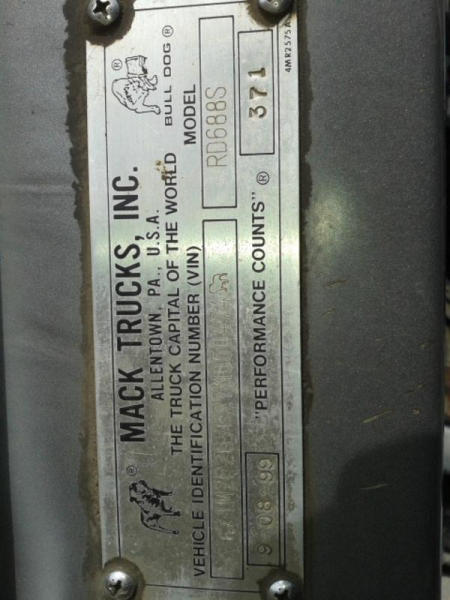 MACK TRUCKS, INC.
ALLENTOWN, PA., U.S.A.
THE TRUCK CAPITAL OF THE WORLD
BULL DOG ®
VEHICLE IDENTIFICATION NUMBER (VIN)
MODEL
RD688S
9 08 99
"PERFORMANCE COUNTS" ®
371